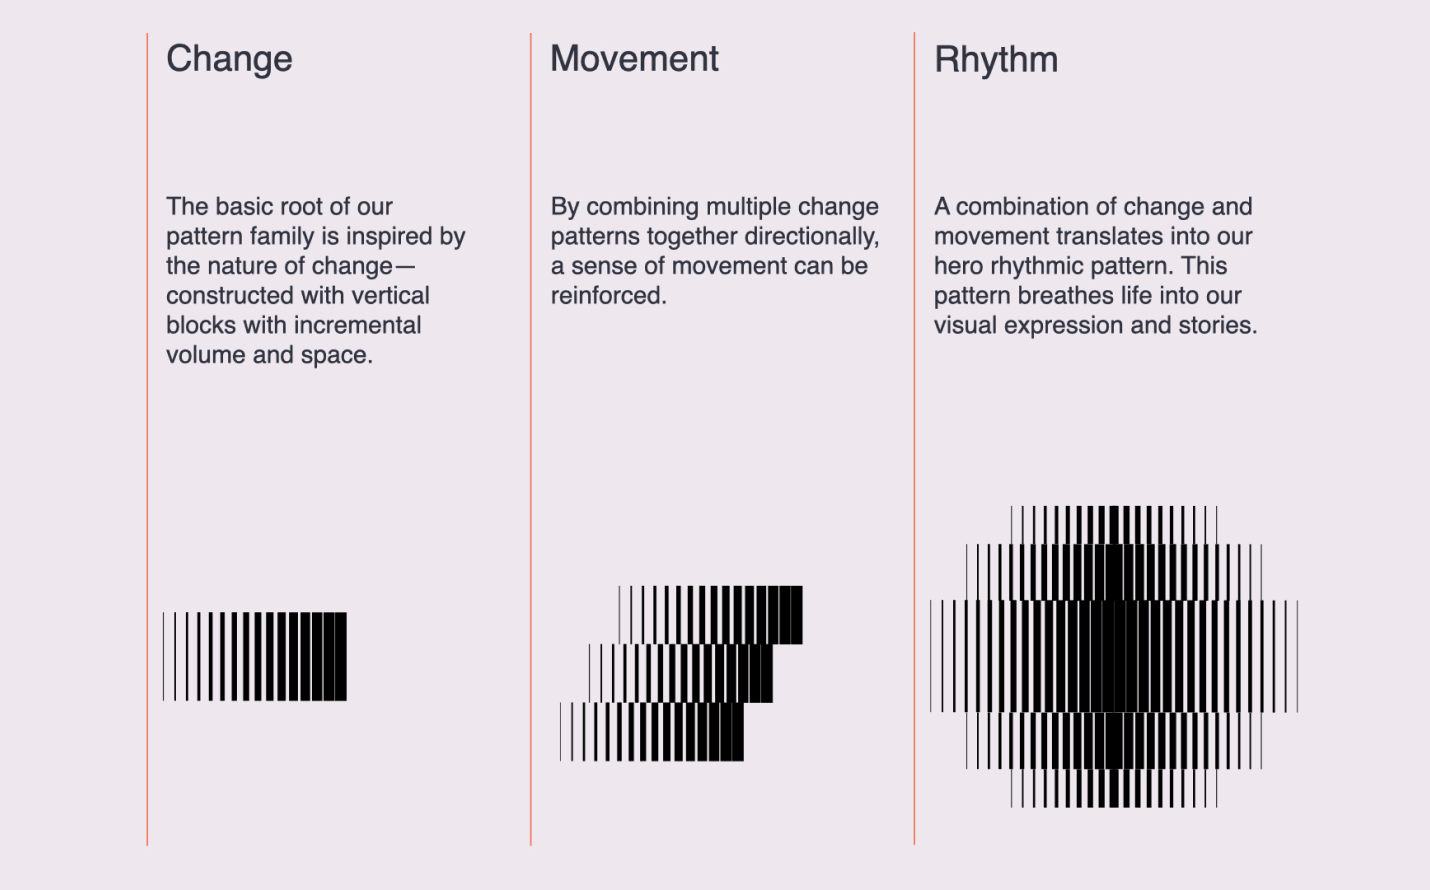 Change
The basic root of our
pattern family is inspired by
the nature of change—
constructed with vertical
blocks with incremental
volume and space.
Movement
By combining multiple change
patterns together directionally,
a sense of movement can be
reinforced.
Rhythm
A combination of change and
movement translates into our
hero rhythmic pattern. This
pattern breathes life into our
visual expression and stories.